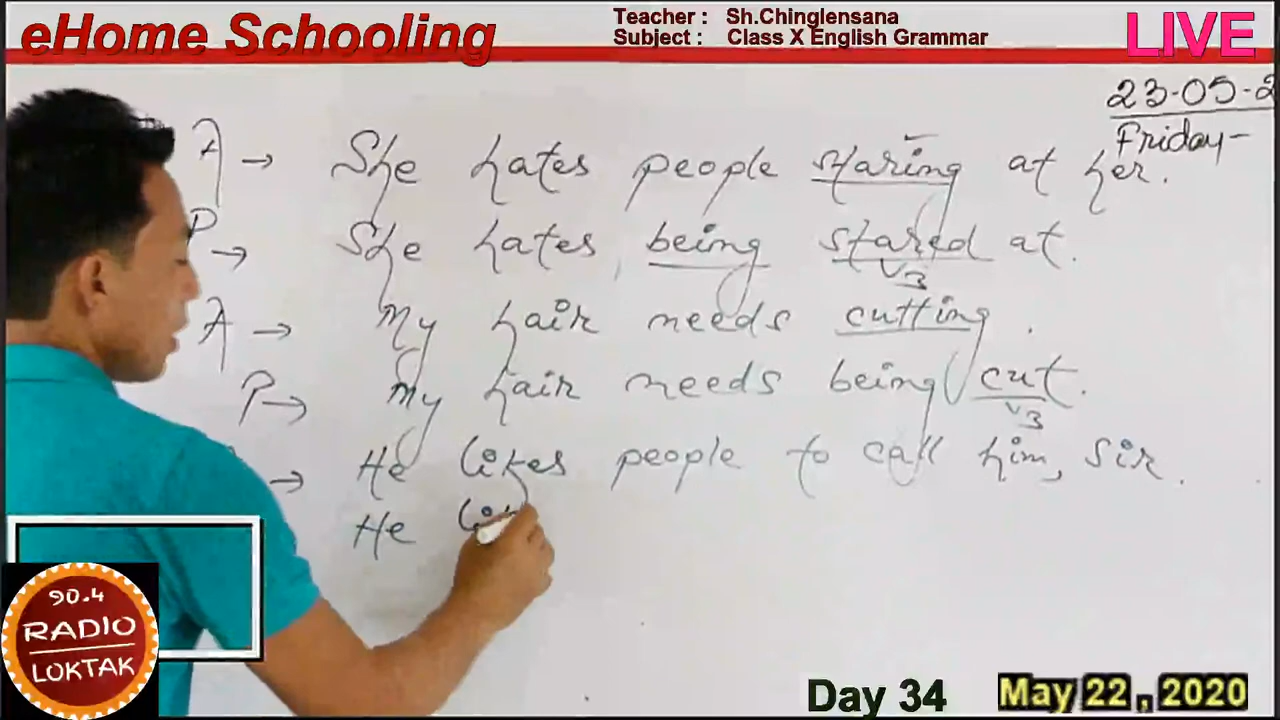 eHome Schooling
Teacher : Sh.Chinglensana
Subject : Class X English Grammar
LIVE
23-05-2
Friday-
A → She hates people staring at her.
P → She hates being stared at.
V3
A → My hair needs cutting.
P → My hair needs being cut.
V3
→ He likes people to call him, Sir.
He
90.4
RADIO
LOKTAK
Day 34
May 22 , 2020